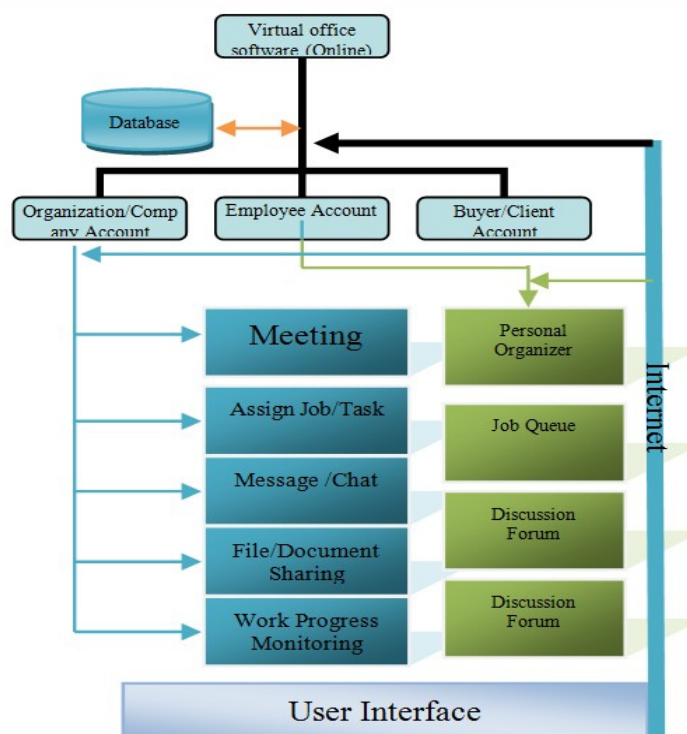 Virtual office
software (Online)
Database
Organization/Comp
any Account
Employee Account
Buyer/Client
Account
Meeting
Personal
Organizer
Assign Job/Task
Job Queue
Message /Chat
Discussion
Forum
File/Document
Sharing
Discussion
Forum
Work Progress
Monitoring
Internet
User Interface